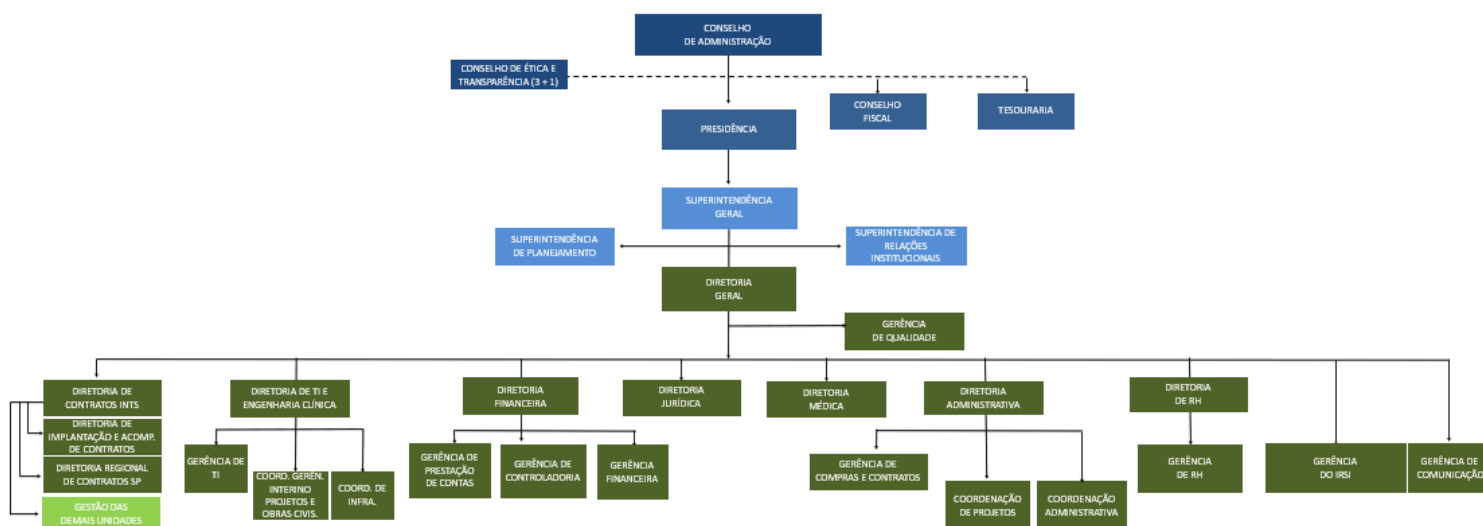 CONSELHO
DE ADMINISTRAÇÃO
CONSELHO DE ÉTICA E
TRANSPARÊNCIA (3 + 1)
CONSELHO
FISCAL
TESOURARIA
PRESIDÊNCIA
SUPERINTENDÊNCIA
GERAL
SUPERINTENDÊNCIA
DE PLANEJAMENTO
SUPERINTENDÊNCIA DE
RELAÇÕES
INSTITUCIONAIS
DIRETORIA
GERAL
GERÊNCIA
DE QUALIDADE
DIRETORIA DE
CONTRATOS INTS
DIRETORIA DE TI E
ENGENHARIA CLÍNICA
DIRETORIA
FINANCEIRA
DIRETORIA
JURÍDICA
DIRETORIA
MÉDICA
DIRETORIA
ADMINISTRATIVA
DIRETORIA
DE RH
DIRETORIA DE
IMPLANTAÇÃO E ACOMP.
DE CONTRATOS
DIRETORIA REGIONAL
DE CONTRATOS SP
GESTÃO DAS
DEMAIS UNIDADES
GERÊNCIA DE
TI
COORD. GERÊN.
INTERINO
PROJETOS E
OBRAS CIVIS.
COORD. DE
INFRA.
GERÊNCIA DE
PRESTAÇÃO
DE CONTAS
GERÊNCIA DE
CONTROLADORIA
GERÊNCIA
FINANCEIRA
GERÊNCIA DE
COMPRAS E CONTRATOS
COORDENAÇÃO
DE PROJETOS
COORDENAÇÃO
ADMINISTRATIVA
GERÊNCIA
DE RH
GERÊNCIA
DO IRSI
GERÊNCIA DE
COMUNICAÇÃO